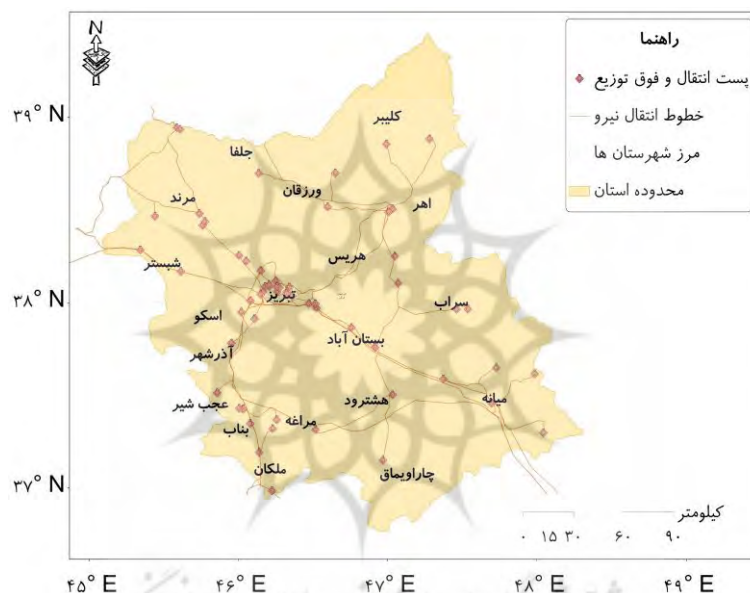 N
راهنما
پست انتقال و فوق توزیع
خطوط انتقال نیرو
مرز شهرستان ها
محدوده استان
۳۹° N
۳۸° N
۳۷° N
کلیبر
جلفا
ورزقان
اهر
مرند
هریس
شبستر
تبریز
سراب
اسکو
بستان آباد
آذرشهر
هشترود
میانه
عجب شیر
مراغه
بناب
ملکان
چاراویماق
کیلومتر
۰ ۱۵ ۳۰ ۶۰ ۹۰
۴۵° E ۴۶° E ۴۷° E ۴۸° E ۴۹° E